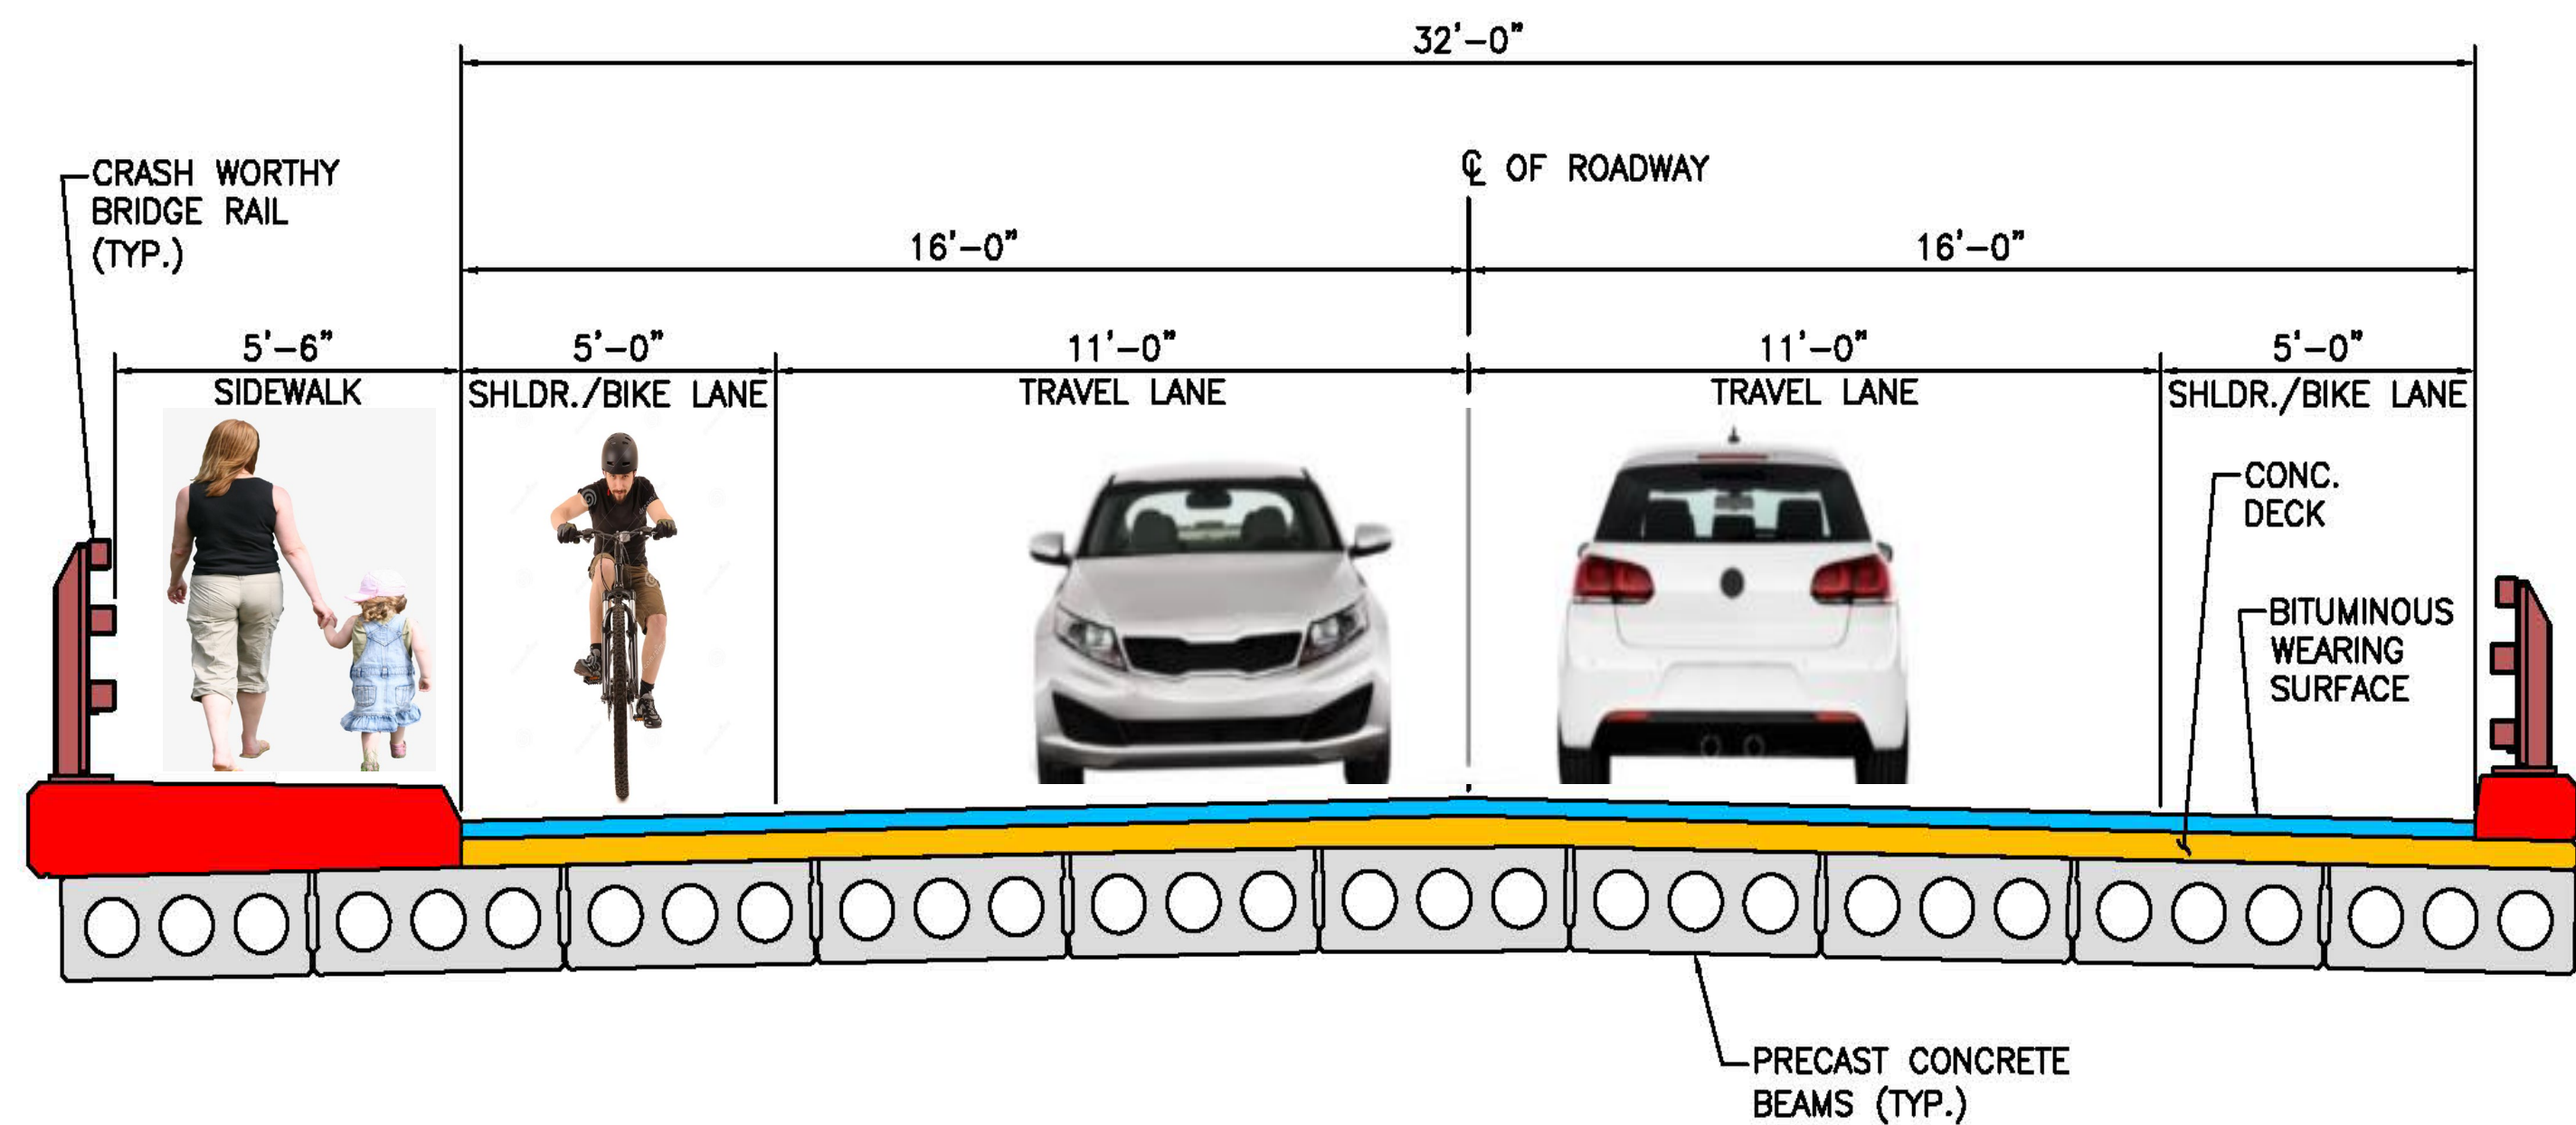 32'-0"
CRASH WORTHY
BRIDGE RAIL
(TYP.)
℄ OF ROADWAY
16'-0"
16'-0"
5'-6"
SIDEWALK
5'-0"
SHLDR./BIKE LANE
11'-0"
TRAVEL LANE
11'-0"
TRAVEL LANE
5'-0"
SHLDR./BIKE LANE
CONC.
DECK
BITUMINOUS
WEARING
SURFACE
PRECAST CONCRETE
BEAMS (TYP.)